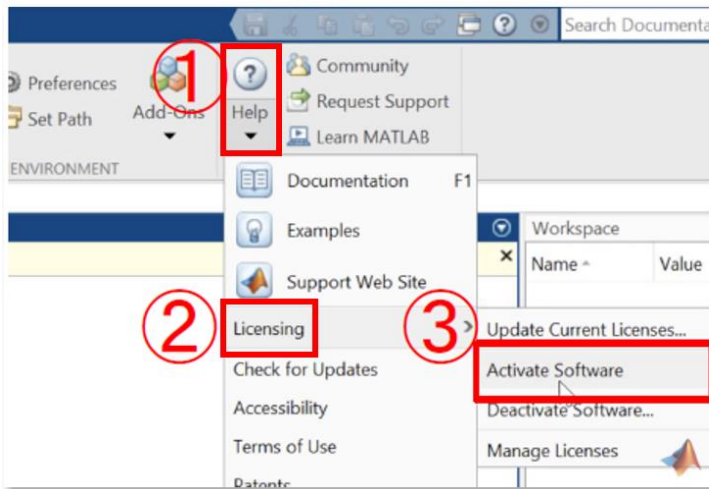 Search Documenta
①
Preferences
Set Path
Add-Ons
Help
Community
Request Support
Learn MATLAB
ENVIRONMENT
Documentation F1
Examples
Support Web Site
Workspace
Name Value
② Licensing ③
Update Current Licenses...
Check for Updates
Activate Software
Accessibility
Deactivate Software...
Terms of Use
Manage Licenses
Patents